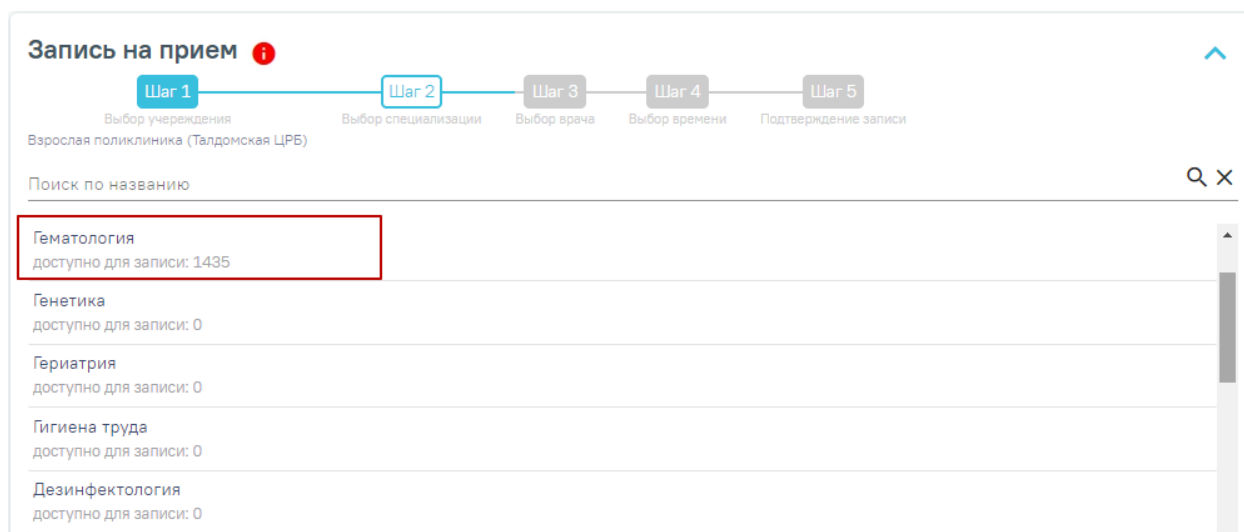 Запись на прием
Шаг 1 Шаг 2 Шаг 3 Шаг 4 Шаг 5
Выбор учереждения Выбор специализации Выбор врача Выбор времени Подтверждение записи
Взрослая поликлиника (Талдомская ЦРБ)
Поиск по названию
Гематология
доступно для записи: 1435
Генетика
доступно для записи: 0
Гериатрия
доступно для записи: 0
Гигиена труда
доступно для записи: 0
Дезинфектология
доступно для записи: 0